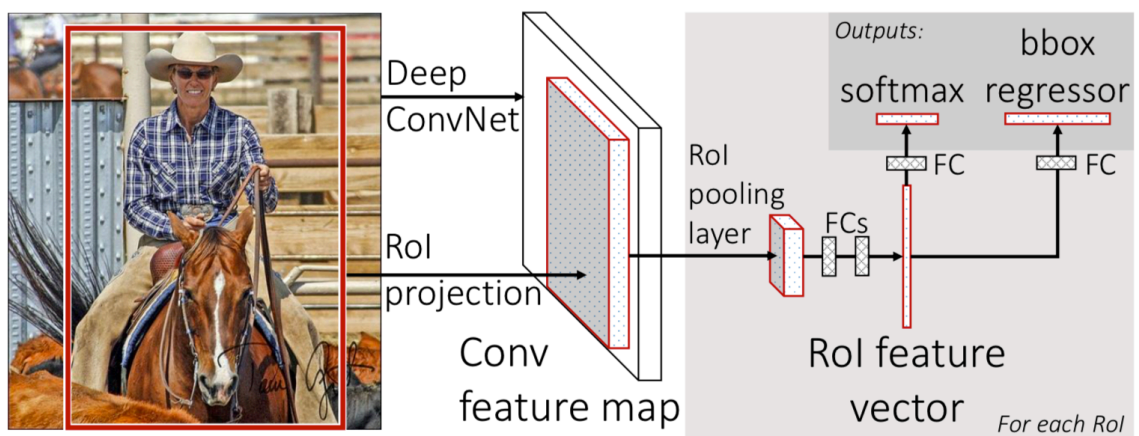 Deep
ConvNet
RoI
projection
Conv
feature map
RoI
pooling
layer
FCs
RoI feature
vector
For each RoI
Outputs:
softmax
bbox
regressor
FC
FC